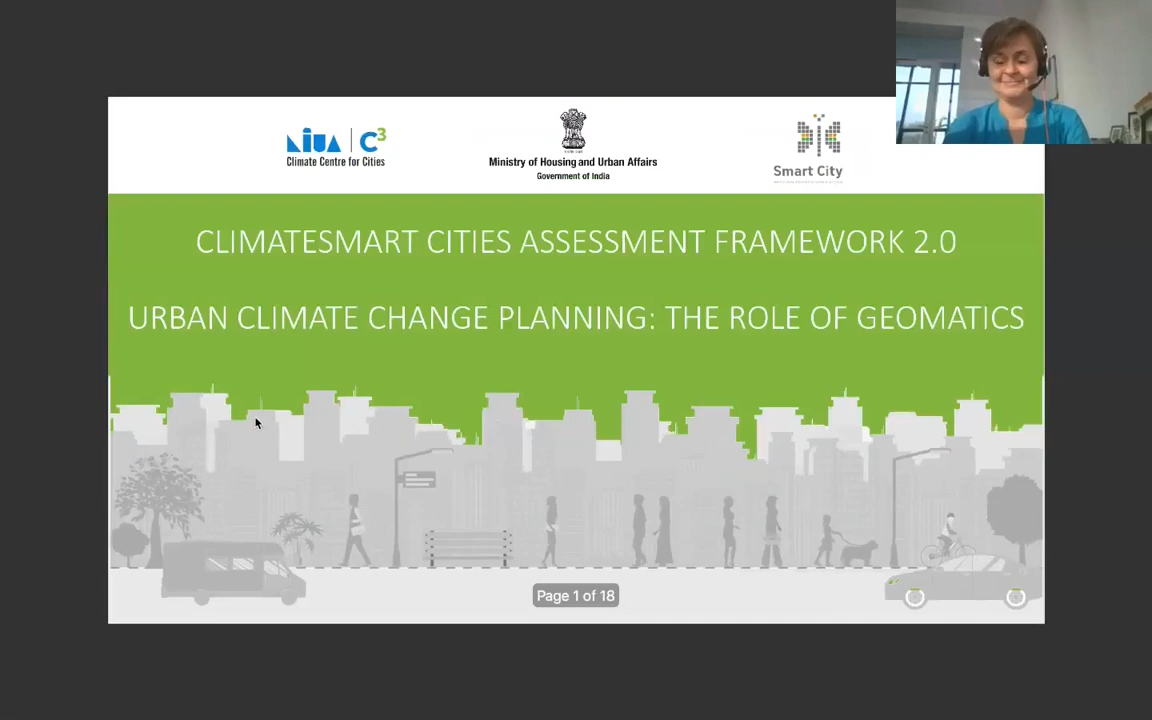 NIUA C3
Climate Centre for Cities
Ministry of Housing and Urban Affairs
Government of India
Smart City
CLIMATESMART CITIES ASSESSMENT FRAMEWORK 2.0
URBAN CLIMATE CHANGE PLANNING: THE ROLE OF GEOMATICS
Page 1 of 18